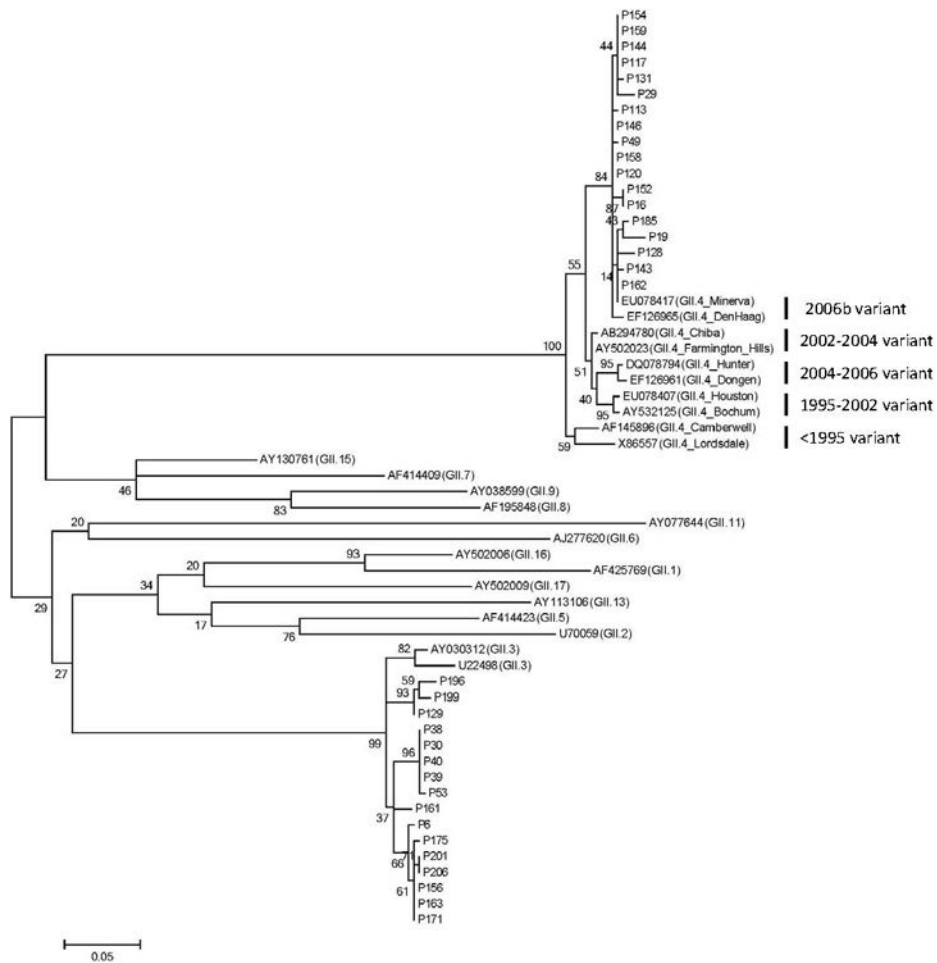 P154
P159
44
P144
P117
P131
P29
P113
P146
P49
P158
P120
84
P152
P16
87
43
P185
P19
P128
55
P143
14
P162
EU078417(GII.4_Minerva)
2006b variant
EF126965(GII.4_DenHaag)
AB294780(GII.4_Chiba)
2002-2004 variant
100
AY502023(GII.4_Farmington_Hills)
95
DQ078794(GII.4_Hunter)
2004-2006 variant
51
EF126961(GII.4_Dongen)
40
EU078407(GII.4_Houston)
1995-2002 variant
95
AY532125(GII.4_Bochum)
AF145896(GII.4_Camberwell)
<1995 variant
59
X86557(GII.4_Lordsdale)
AY130761(GII.15)
AF414409(GII.7)
46
AY038599(GII.9)
83
AF195848(GII.8)
20
AY077644(GII.11)
AJ277620(GII.6)
93
AY502006(GII.16)
20
AF425769(GII.1)
34
AY502009(GII.17)
29
AY113106(GII.13)
17
AF414423(GII.5)
76
U70059(GII.2)
82
AY030312(GII.3)
27
U22498(GII.3)
59
P196
93
P199
P129
99
P38
P30
96
P40
P39
P53
37
P161
P6
P175
71
P201
66
P206
61
P156
P163
P171
0.05